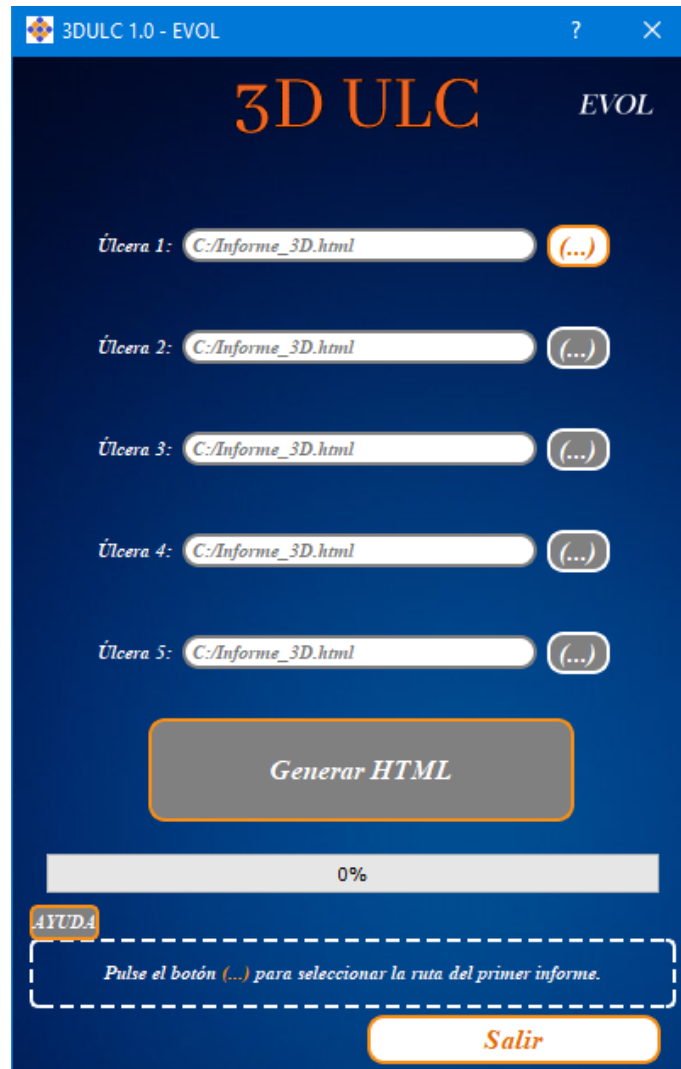 3DULC 1.0 - EVOL ? ×
3D ULC EVOL
Úlcera 1: C:/Informe_3D.html (...)
Úlcera 2: C:/Informe_3D.html (...)
Úlcera 3: C:/Informe_3D.html (...)
Úlcera 4: C:/Informe_3D.html (...)
Úlcera 5: C:/Informe_3D.html (...)
Generar HTML
0%
AYUDA
Pulse el botón (...) para seleccionar la ruta del primer informe.
Salir